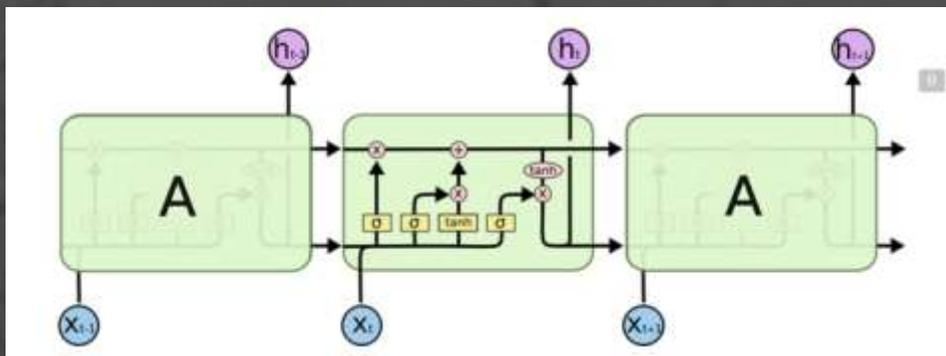 ht-1 ht ht+1
A A
x + tanh x x
σ σ tanh σ
Xt-1 Xt Xt+1